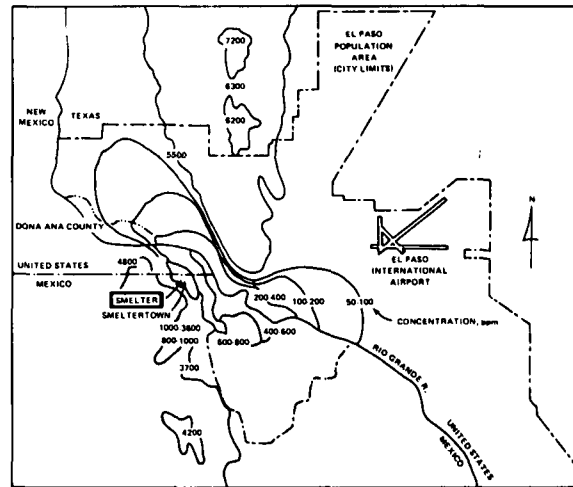 7200
EL PASO
POPULATION
AREA
(CITY LIMITS)
6300
6200
NEW
MEXICO
TEXAS
5500
N
DONA ANA COUNTY
EL PASO
INTERNATIONAL
AIRPORT
4800
UNITED STATES
MEXICO
SMELTER
SMELTERTOWN
200-400
100-200
50-100
CONCENTRATION, ppm
1000-3600
400-600
800-1000
600-800
3700
RIO GRANDE R.
4200
UNITED STATES
MEXICO